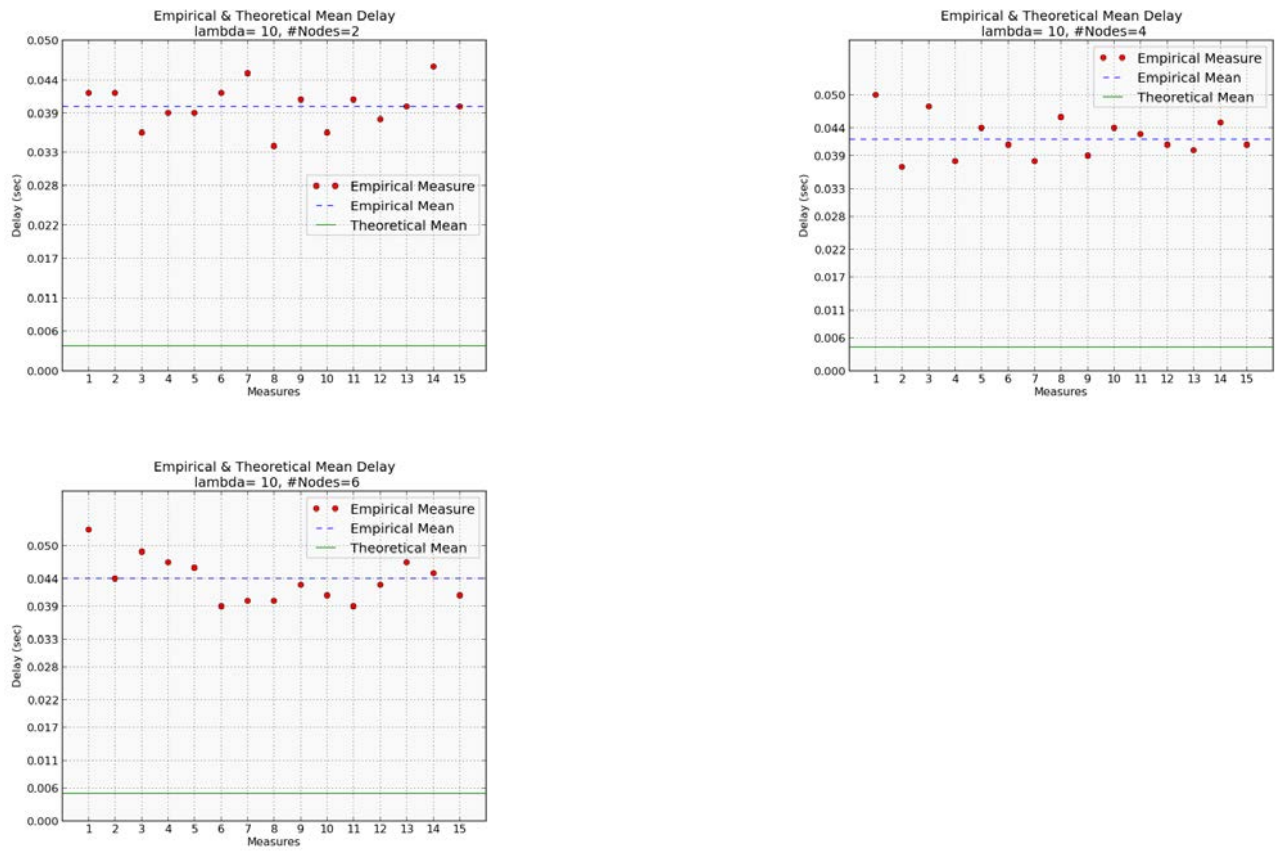 Empirical & Theoretical Mean Delay
lambda= 10, #Nodes=2
0.050
0.044
0.039
0.033
0.028
0.022
0.017
0.011
0.006
0.000
Delay (sec)
Empirical Measure
Empirical Mean
Theoretical Mean
1 2 3 4 5 6 7 8 9 10 11 12 13 14 15
Measures
Empirical & Theoretical Mean Delay
lambda= 10, #Nodes=4
0.050
0.044
0.039
0.033
0.028
0.022
0.017
0.011
0.006
0.000
Delay (sec)
Empirical Measure
Empirical Mean
Theoretical Mean
1 2 3 4 5 6 7 8 9 10 11 12 13 14 15
Measures
Empirical & Theoretical Mean Delay
lambda= 10, #Nodes=6
0.050
0.044
0.039
0.033
0.028
0.022
0.017
0.011
0.006
0.000
Delay (sec)
Empirical Measure
Empirical Mean
Theoretical Mean
1 2 3 4 5 6 7 8 9 10 11 12 13 14 15
Measures